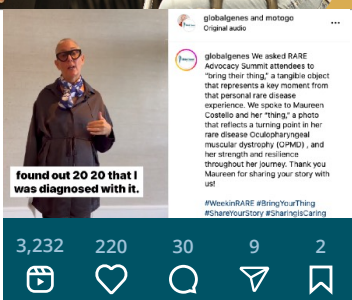 globalgenes and motogo
Original audio
globalgenes We asked RARE
Advocacy Summit attendees to
"bring their thing," a tangible object
that represents a key moment from
that personal rare disease
experience. We spoke to Maureen
Costello and her "thing," a photo
that reflects a turning point in her
rare disease Oculopharyngeal
muscular dystrophy (OPMD) , and
her strength and resilience
throughout her journey. Thank you
Maureen for sharing your story with
us!
#WeekinRARE #BringYourThing
#ShareYourStory #SharingisCaring
found out 20 20 that I
was diagnosed with it.
3,232 220 30 9 2